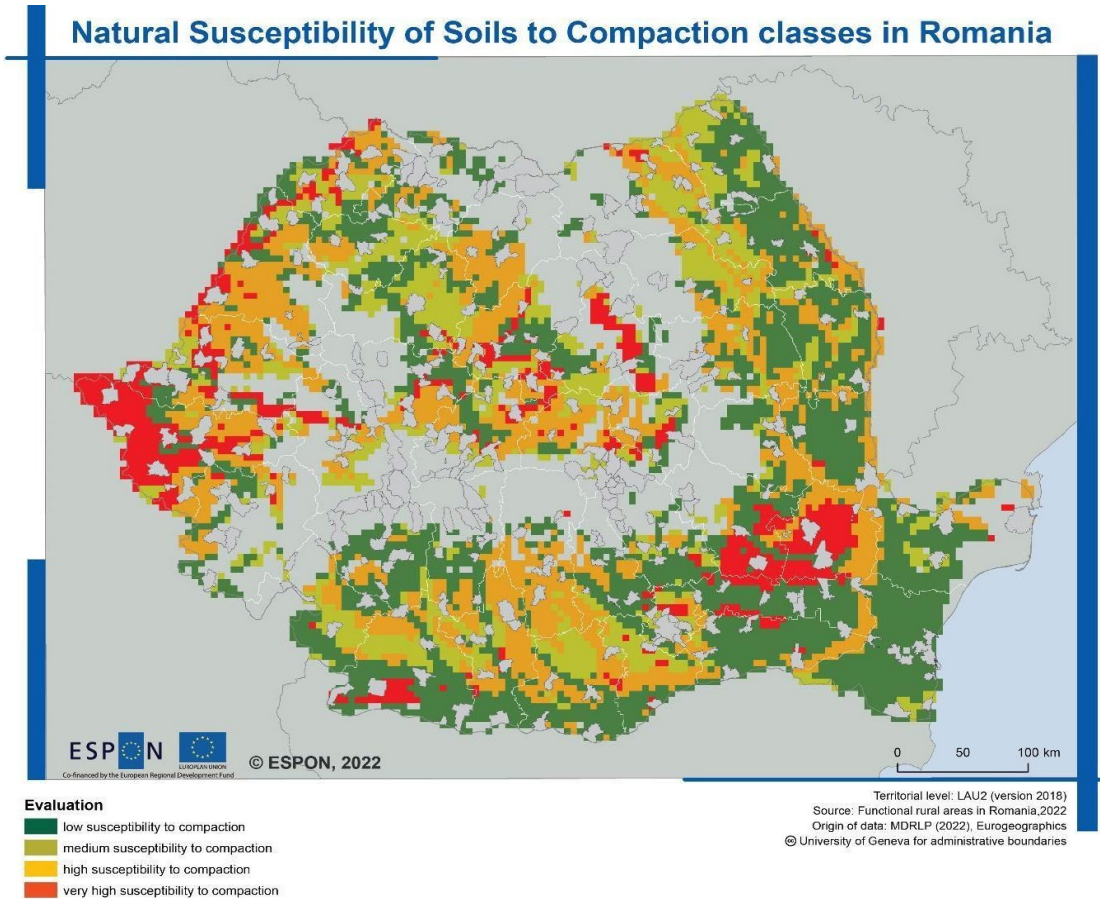 Natural Susceptibility of Soils to Compaction classes in Romania
ESPON
EUROPEAN UNION
Co-financed by the European Regional Development Fund
© ESPON, 2022
0 50 100 km
Evaluation
low susceptibility to compaction
medium susceptibility to compaction
high susceptibility to compaction
very high susceptibility to compaction
Territorial level: LAU2 (version 2018)
Source: Functional rural areas in Romania,2022
Origin of data: MDRLP (2022), Eurogeographics
㏄ University of Geneva for administrative boundaries